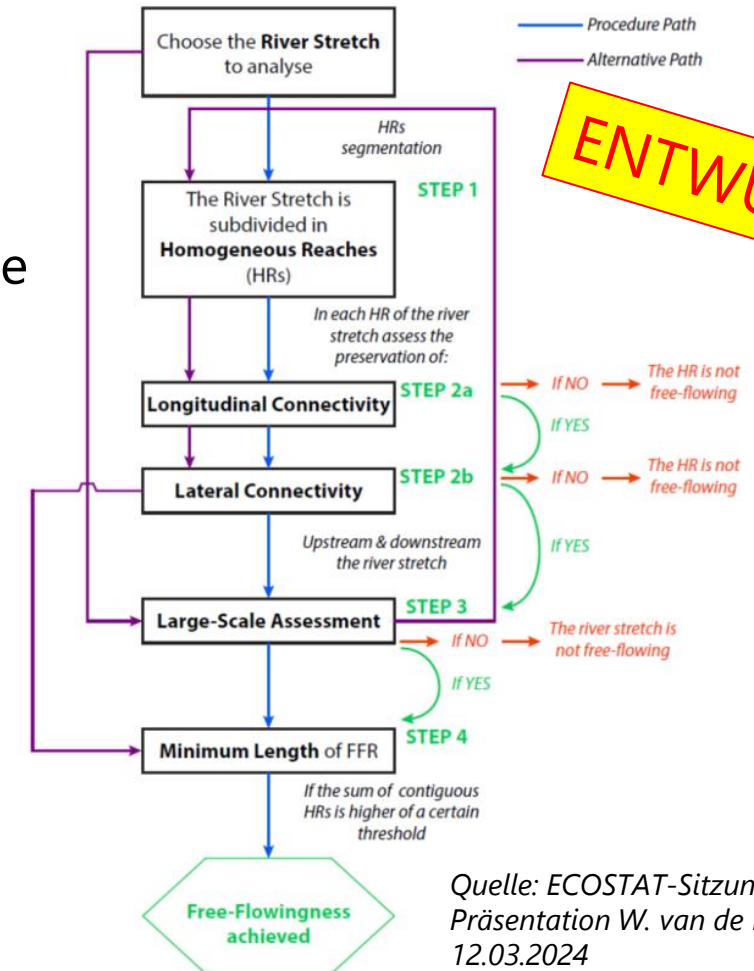 Choose the River Stretch
to analyse
Procedure Path
Alternative Path
HRs
segmentation
STEP 1
The River Stretch is
subdivided in
Homogeneous Reaches
(HRs)
e
In each HR of the river
stretch assess the
preservation of:
Longitudinal Connectivity
STEP 2a
If NO
The HR is not
free-flowing
If YES
Lateral Connectivity
STEP 2b
If NO
The HR is not
free-flowing
If YES
Upstream & downstream
the river stretch
Large-Scale Assessment
STEP 3
If NO
The river stretch is
not free-flowing
If YES
Minimum Length of FFR
STEP 4
If the sum of contiguous
HRs is higher of a certain
threshold
Free-Flowingness
achieved
Quelle: ECOSTAT-Sitzun
Präsentation W. van de
12.03.2024